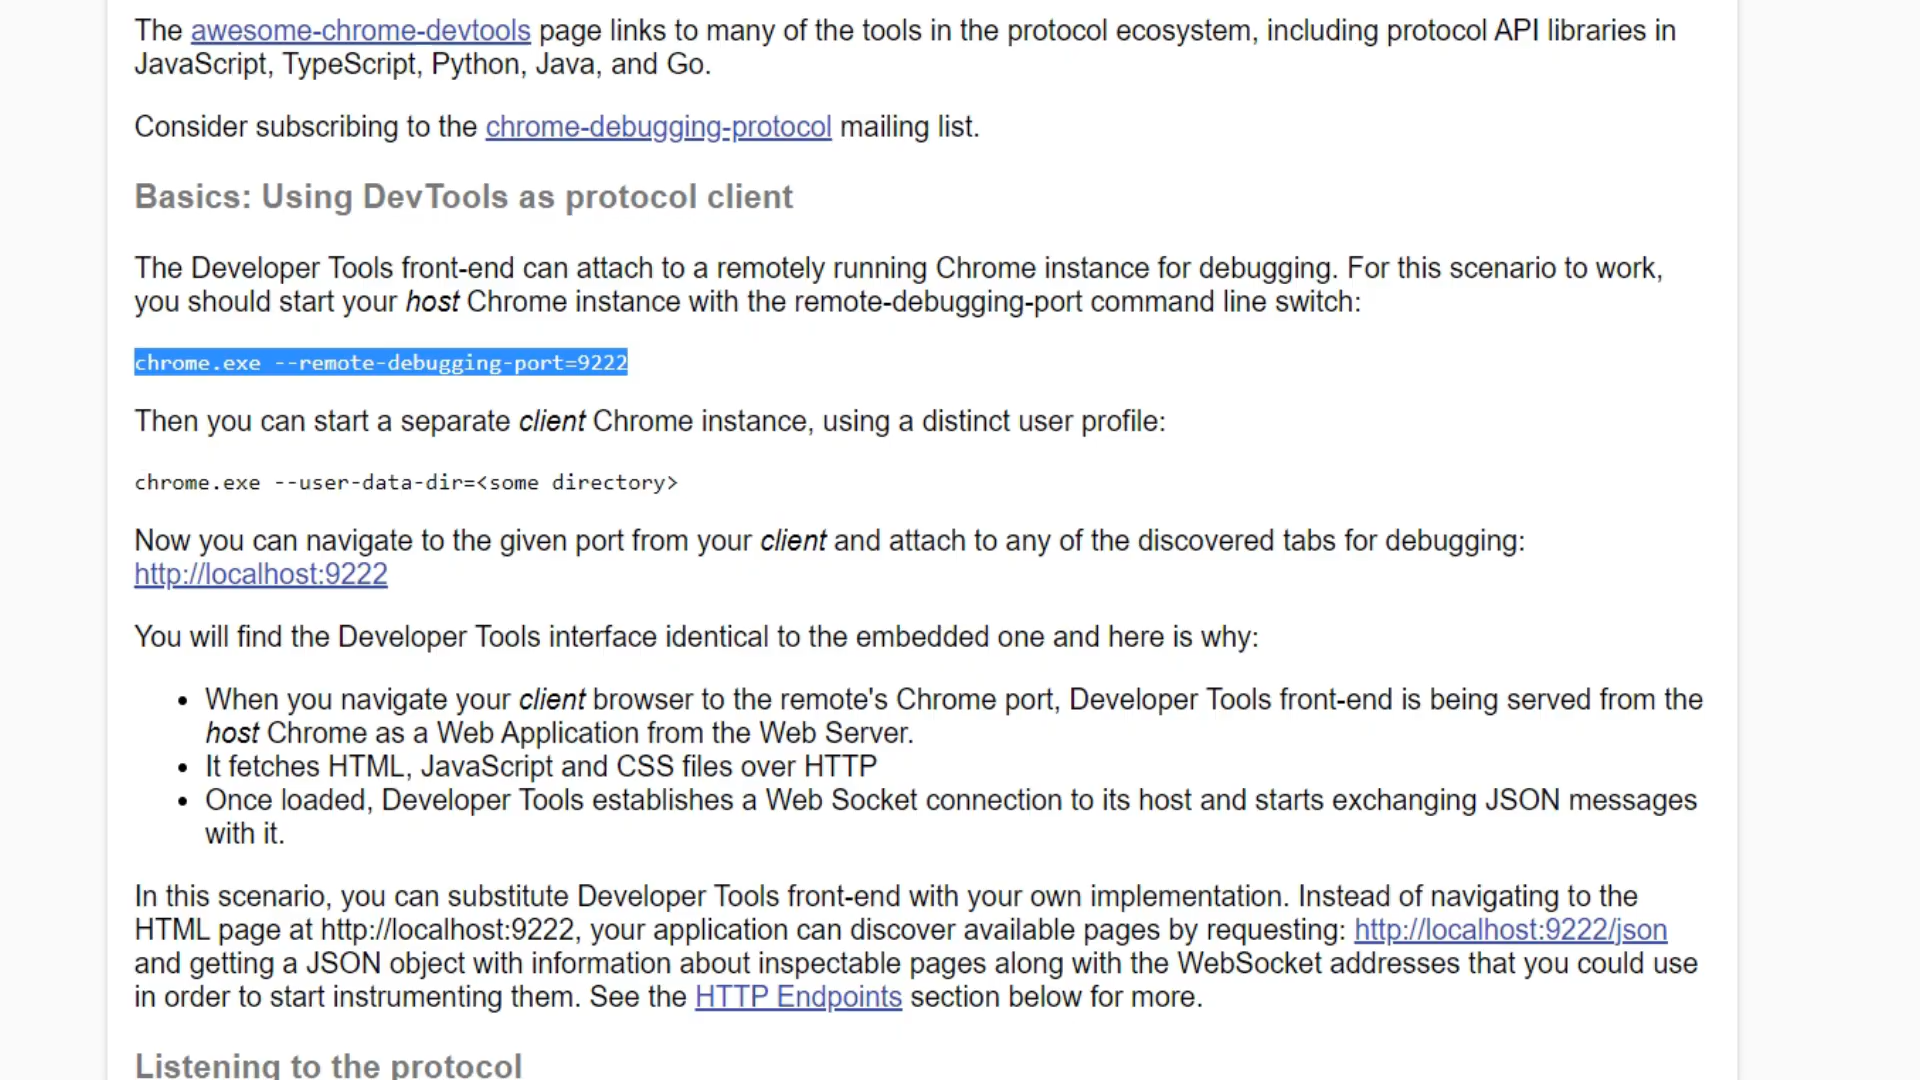 The awesome-chrome-devtools page links to many of the tools in the protocol ecosystem, including protocol API libraries in
JavaScript, TypeScript, Python, Java, and Go.
Consider subscribing to the chrome-debugging-protocol mailing list.
Basics: Using DevTools as protocol client
The Developer Tools front-end can attach to a remotely running Chrome instance for debugging. For this scenario to work,
you should start your host Chrome instance with the remote-debugging-port command line switch:
chrome.exe --remote-debugging-port=9222
Then you can start a separate client Chrome instance, using a distinct user profile:
chrome.exe --user-data-dir=<some directory>
Now you can navigate to the given port from your client and attach to any of the discovered tabs for debugging:
http://localhost:9222
You will find the Developer Tools interface identical to the embedded one and here is why:
• When you navigate your client browser to the remote's Chrome port, Developer Tools front-end is being served from the
host Chrome as a Web Application from the Web Server.
• It fetches HTML, JavaScript and CSS files over HTTP
• Once loaded, Developer Tools establishes a Web Socket connection to its host and starts exchanging JSON messages
with it.
In this scenario, you can substitute Developer Tools front-end with your own implementation. Instead of navigating to the
HTML page at http://localhost:9222, your application can discover available pages by requesting: http://localhost:9222/json
and getting a JSON object with information about inspectable pages along with the WebSocket addresses that you could use
in order to start instrumenting them. See the HTTP Endpoints section below for more.
Listening to the protocol